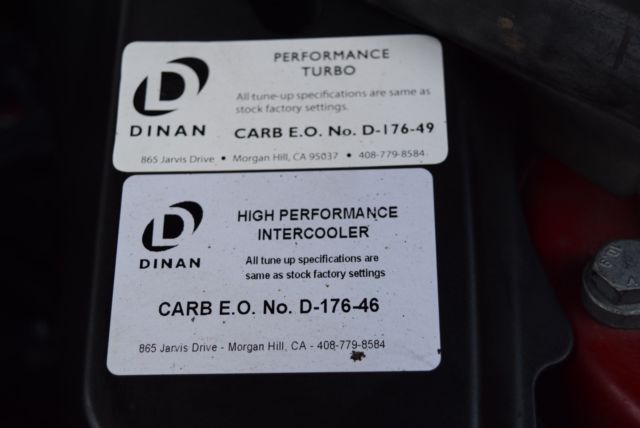 PERFORMANCE
TURBO
All tune-up specifications are same as
stock factory settings.
DINAN
CARB E.O. No. D-176-49
865 Jarvis Drive • Morgan Hill, CA 95037 • 408-779-8584
HIGH PERFORMANCE
INTERCOOLER
DINAN
All tune up specifications are
same as stock factory settings
CARB E.O. No. D-176-46
865 Jarvis Drive - Morgan Hill, CA - 408-779-8584